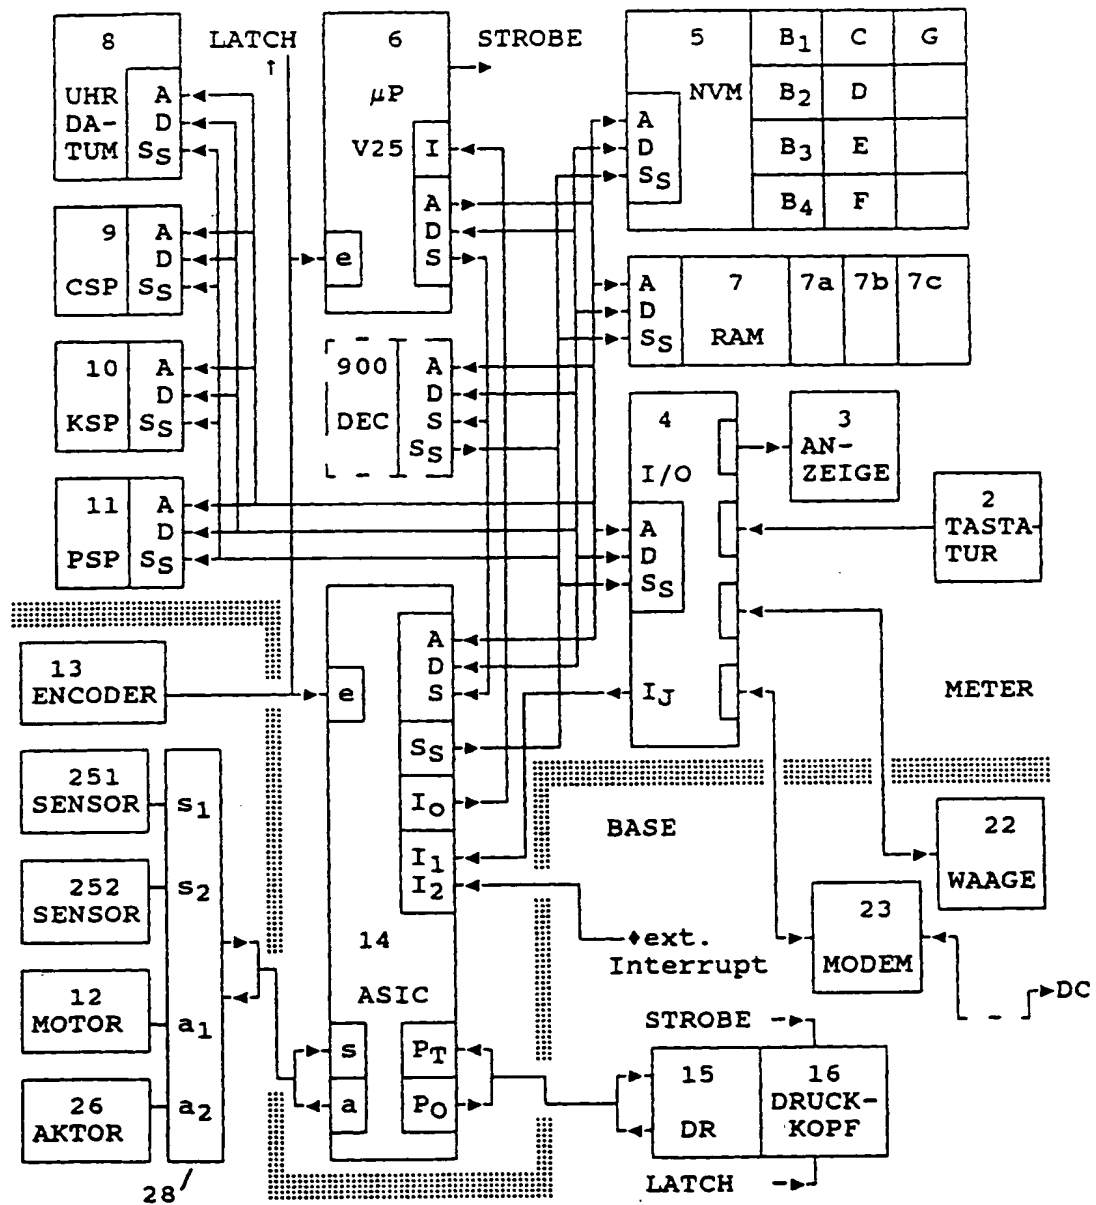 8
UHR
DA-
TUM
A
D
SS
LATCH
↑
6
µP
V25
I
A
D
S
e
STROBE
5
NVM
A
D
SS
B1 C G
B2 D
B3 E
B4 F
9
CSP
A
D
SS
7
RAM
A
D
SS
7a 7b 7c
10
KSP
A
D
SS
900
DEC
A
D
S
SS
4
I/O
A
D
SS
IJ
3
AN-
ZEIGE
2
TASTA-
TUR
11
PSP
A
D
SS
13
ENCODER
e
A
D
S
SS
IO
I1
I2
14
ASIC
s
a
PT
PO
METER
BASE
251
SENSOR
s1
252
SENSOR
s2
12
MOTOR
a1
26
AKTOR
a2
28
22
WAAGE
23
MODEM
DC
ext.
Interrupt
STROBE
15
DR
16
DRUCK-
KOPF
LATCH